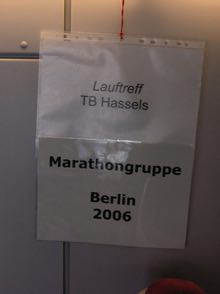 Lauftreff
TB Hassels
Marathongruppe
Berlin
2006